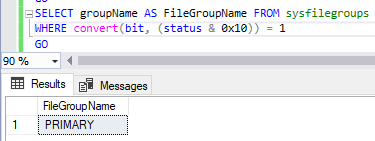 GO
SELECT groupName AS FileGroupName FROM sysfilegroups
WHERE convert(bit, (status & 0x10)) = 1
GO
90 %
Results Messages
FileGroupName
1 PRIMARY